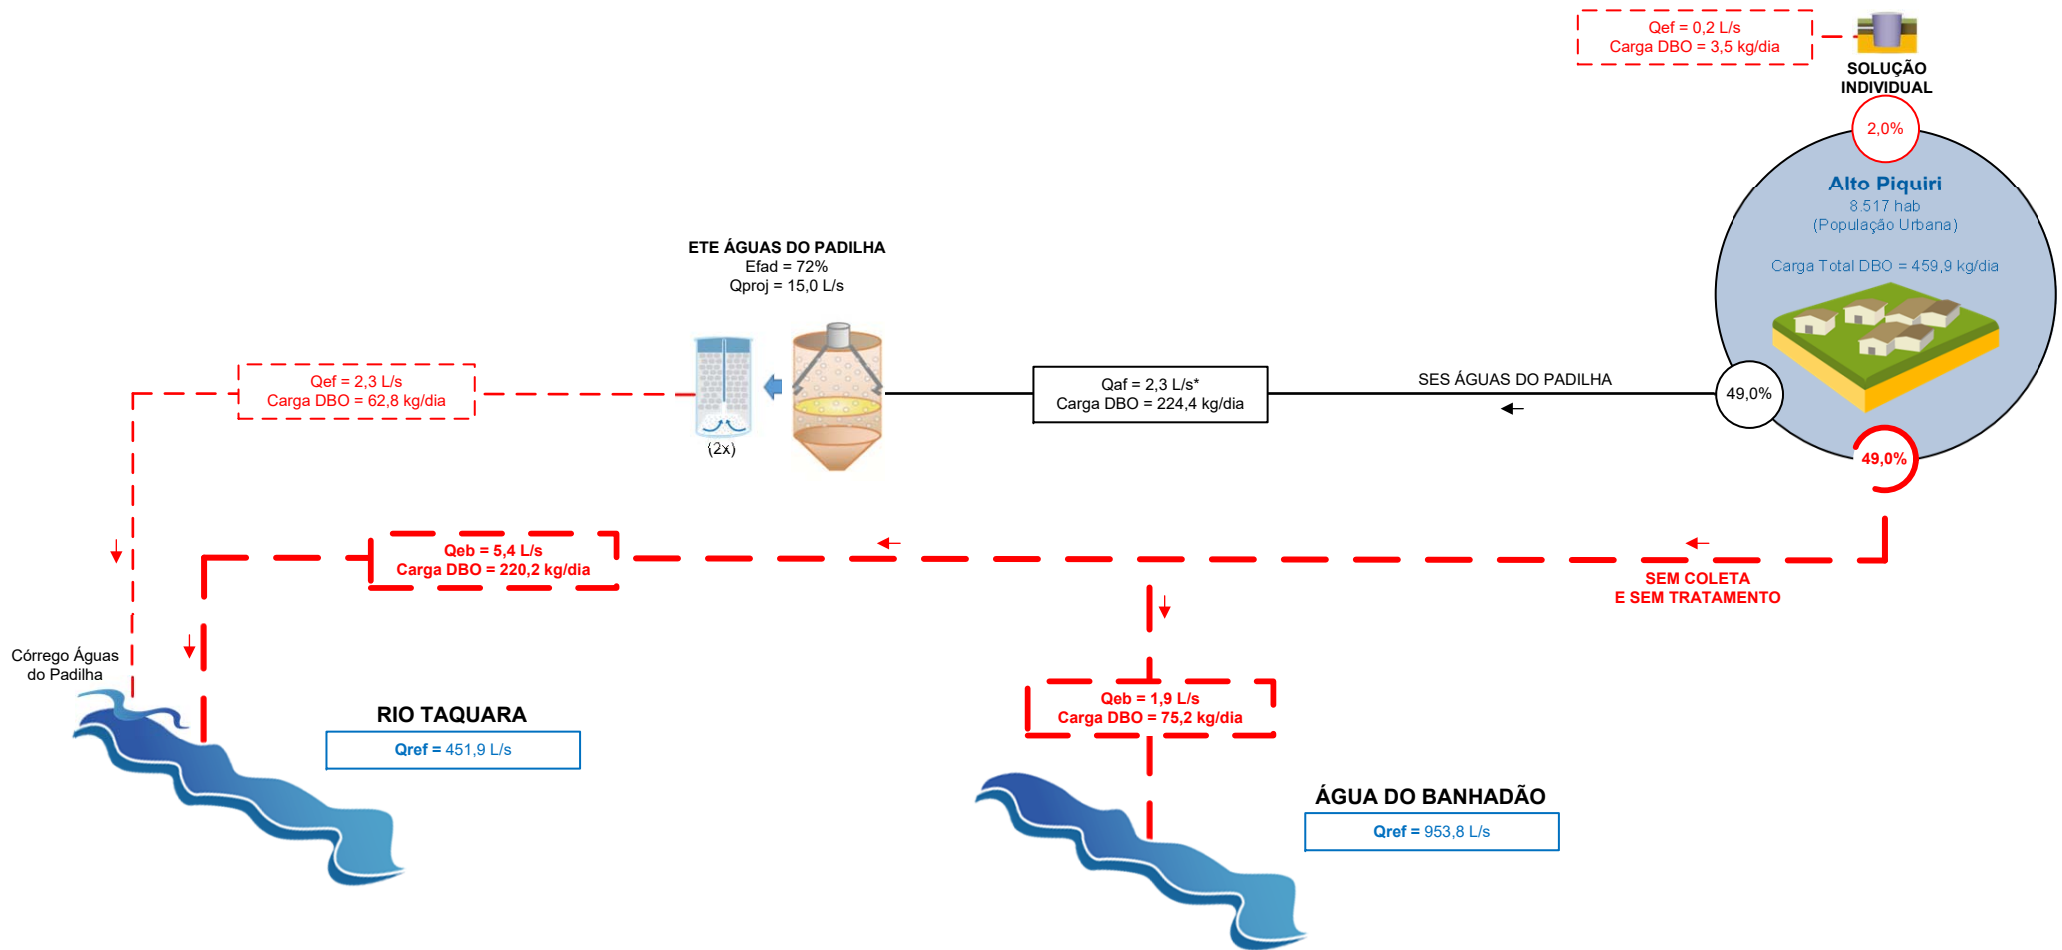 Qef = 0,2 L/s
Carga DBO = 3,5 kg/dia
SOLUÇÃO
INDIVIDUAL
2,0%
Alto Piquiri
8.517 hab
(População Urbana)
Carga Total DBO = 459,9 kg/dia
ETE ÁGUAS DO PADILHA
Efad = 72%
Qproj = 15,0 L/s
(2x)
Qef = 2,3 L/s
Carga DBO = 62,8 kg/dia
Qaf = 2,3 L/s*
Carga DBO = 224,4 kg/dia
SES ÁGUAS DO PADILHA
49,0%
49,0%
Qeb = 5,4 L/s
Carga DBO = 220,2 kg/dia
SEM COLETA
E SEM TRATAMENTO
Córrego Águas
do Padilha
Qeb = 1,9 L/s
Carga DBO = 75,2 kg/dia
RIO TAQUARA
Qref = 451,9 L/s
ÁGUA DO BANHADÃO
Qref = 953,8 L/s